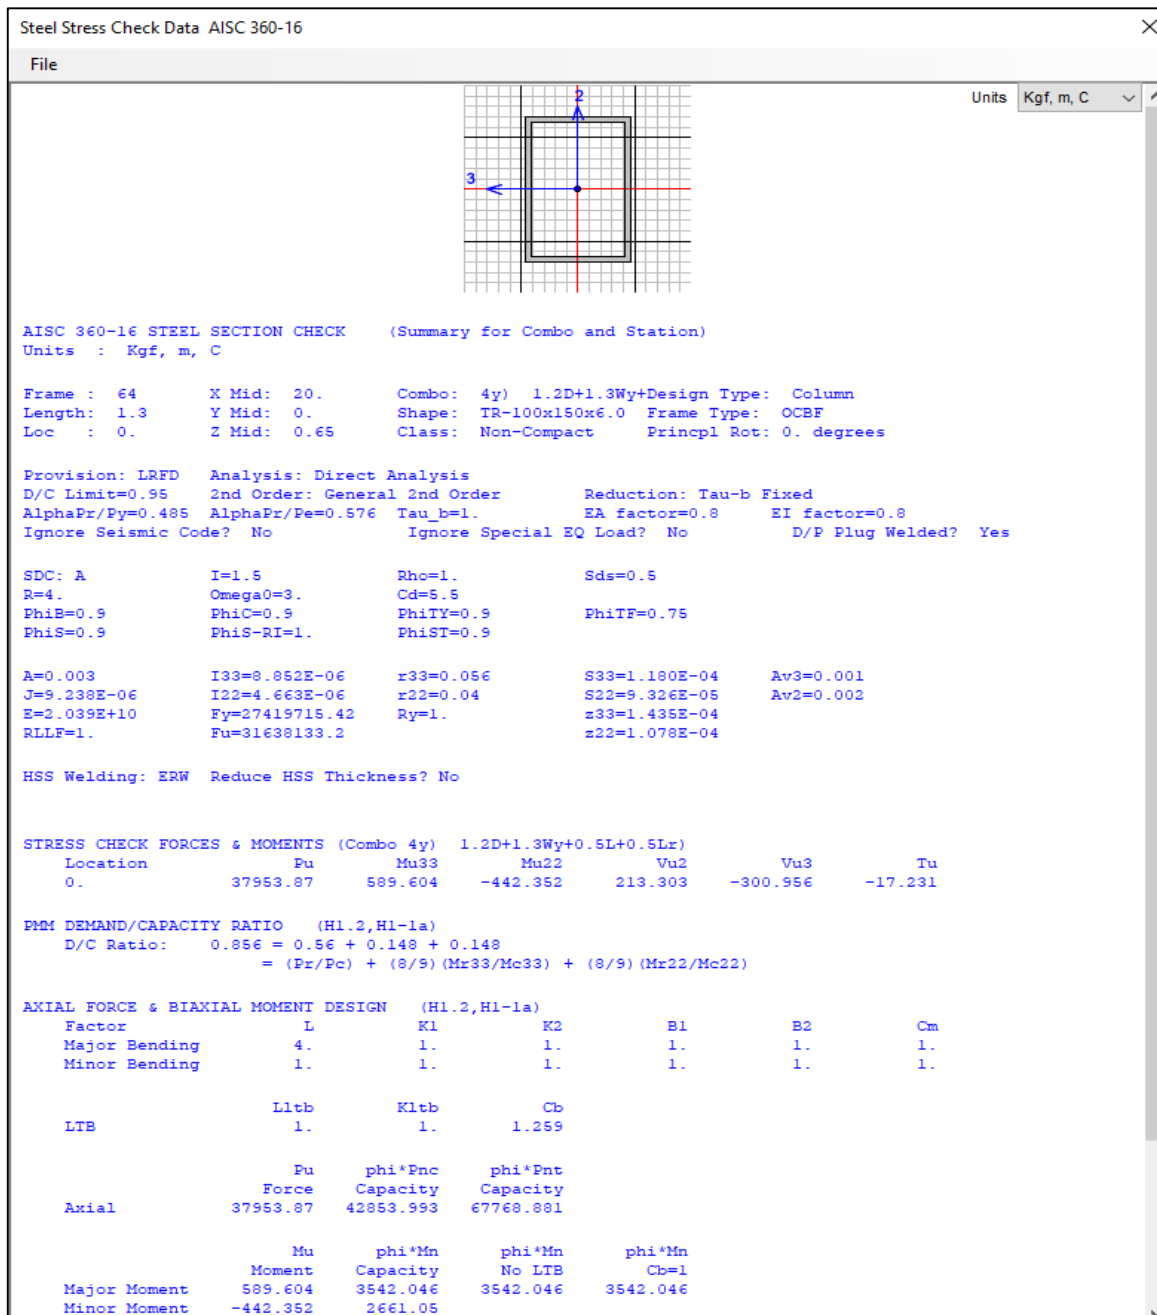 Steel Stress Check Data  AISC 360-16
File
Units  Kgf, m, C
2
3
AISC 360-16 STEEL SECTION CHECK    (Summary for Combo and Station)
Units  :  Kgf, m, C
Frame :  64    X Mid:  20.    Combo:  4y)  1.2D+1.3Wy+Design Type:  Column
Length:  1.3    Y Mid:  0.    Shape:  TR-100x150x6.0  Frame Type:  OCBF
Loc   :  0.    Z Mid:  0.65    Class:  Non-Compact    Princpl Rot: 0. degrees
Provision: LRFD    Analysis: Direct Analysis
D/C Limit=0.95    2nd Order: General 2nd Order    Reduction: Tau-b Fixed
AlphaPr/Py=0.485  AlphaPr/Pe=0.576  Tau_b=1.    EA factor=0.8    EI factor=0.8
Ignore Seismic Code?  No    Ignore Special EQ Load?  No    D/P Plug Welded?  Yes
SDC: A    I=1.5    Rho=1.    Sds=0.5
R=4.    Omega0=3.    Cd=5.5
PhiB=0.9    PhiC=0.9    PhiTY=0.9    PhiTF=0.75
PhiS=0.9    PhiS-RI=1.    PhiST=0.9
A=0.003    I33=8.852E-06    r33=0.056    S33=1.180E-04    Av3=0.001
J=9.238E-06    I22=4.663E-06    r22=0.04    S22=9.326E-05    Av2=0.002
E=2.039E+10    Fy=27419715.42    Ry=1.    z33=1.435E-04
RLLF=1.    Fu=31638133.2    z22=1.078E-04
HSS Welding: ERW  Reduce HSS Thickness? No
STRESS CHECK FORCES & MOMENTS (Combo 4y)  1.2D+1.3Wy+0.5L+0.5Lr)
Location    Pu    Mu33    Mu22    Vu2    Vu3    Tu
0.    37953.87    589.604    -442.352    213.303    -300.956    -17.231
PMM DEMAND/CAPACITY RATIO   (H1.2,H1-1a)
D/C Ratio:    0.856 = 0.56 + 0.148 + 0.148
= (Pr/Pc) + (8/9)(Mr33/Mc33) + (8/9)(Mr22/Mc22)
AXIAL FORCE & BIAXIAL MOMENT DESIGN   (H1.2,H1-1a)
Factor    L    K1    K2    B1    B2    Cm
Major Bending    4.    1.    1.    1.    1.    1.
Minor Bending    1.    1.    1.    1.    1.    1.
Lltb    Kltb    Cb
LTB    1.    1.    1.259
Pu    phi*Pnc    phi*Pnt
Force    Capacity    Capacity
Axial    37953.87    42853.993    67768.881
Mu    phi*Mn    phi*Mn    phi*Mn
Moment    Capacity    No LTB    Cb=1
Major Moment    589.604    3542.046    3542.046    3542.046
Minor Moment    -442.352    2661.05